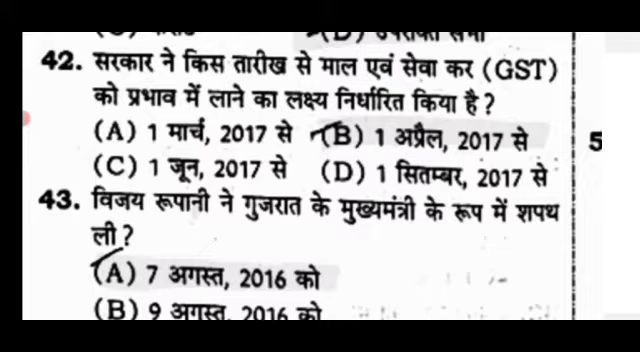 42. सरकार ने किस तारीख से माल एवं सेवा कर (GST)
को प्रभाव में लाने का लक्ष्य निर्धारित किया है?
(A) 1 मार्च, 2017 से (B) 1 अप्रैल, 2017 से
(C) 1 जून, 2017 से (D) 1 सितम्बर, 2017 से
43. विजय रूपानी ने गुजरात के मुख्यमंत्री के रूप में शपथ
ली?
(A) 7 अगस्त, 2016 को
(B) 9 अगस्त, 2016 को
5